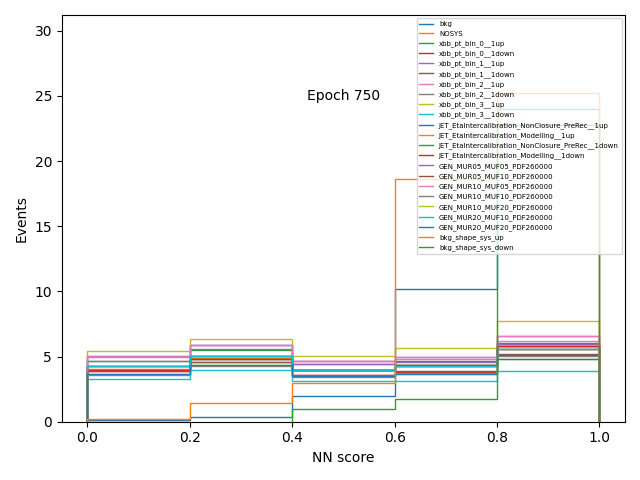 30
25
20
15
10
5
0
Events
0.0
0.2
0.4
0.6
0.8
1.0
NN score
Epoch 750
bkg
NOSYS
xbb_pt_bin_0__1up
xbb_pt_bin_0__1down
xbb_pt_bin_1__1up
xbb_pt_bin_1__1down
xbb_pt_bin_2__1up
xbb_pt_bin_2__1down
xbb_pt_bin_3__1up
xbb_pt_bin_3__1down
JET_EtaIntercalibration_NonClosure_PreRec__1up
JET_EtaIntercalibration_Modelling__1up
JET_EtaIntercalibration_NonClosure_PreRec__1down
JET_EtaIntercalibration_Modelling__1down
GEN_MUR05_MUF05_PDF260000
GEN_MUR05_MUF10_PDF260000
GEN_MUR10_MUF05_PDF260000
GEN_MUR10_MUF10_PDF260000
GEN_MUR10_MUF20_PDF260000
GEN_MUR20_MUF10_PDF260000
GEN_MUR20_MUF20_PDF260000
bkg_shape_sys_up
bkg_shape_sys_down